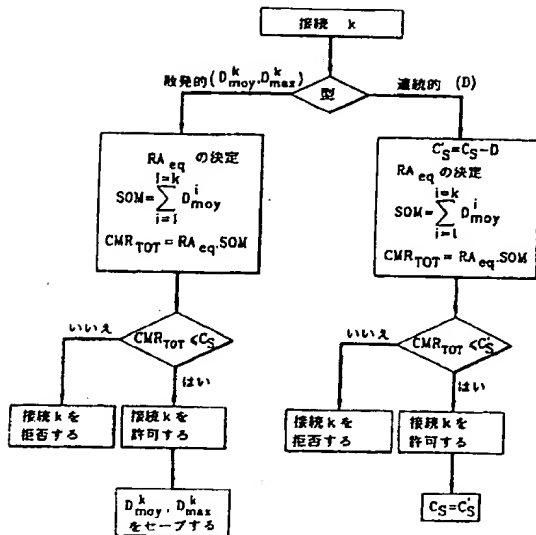 接続 k
散発的(D^k_moy, D^k_max)
型
連続的 (D)
RA_eq の決定
SOM=∑_{i=1}^{i=k} D^i_moy
CMR_TOT = RA_eq.SOM
C'_S=C_S-D
RA_eq の決定
SOM=∑_{i=1}^{i=k} D^i_moy
CMR_TOT = RA_eq.SOM
いいえ
CMR_TOT ≤C_S
はい
いいえ
CMR_TOT ≤C'_S
はい
接続kを
拒否する
接続kを
許可する
接続kを
拒否する
接続kを
許可する
D^k_moy, D^k_max
をセーブする
C_S=C'_S